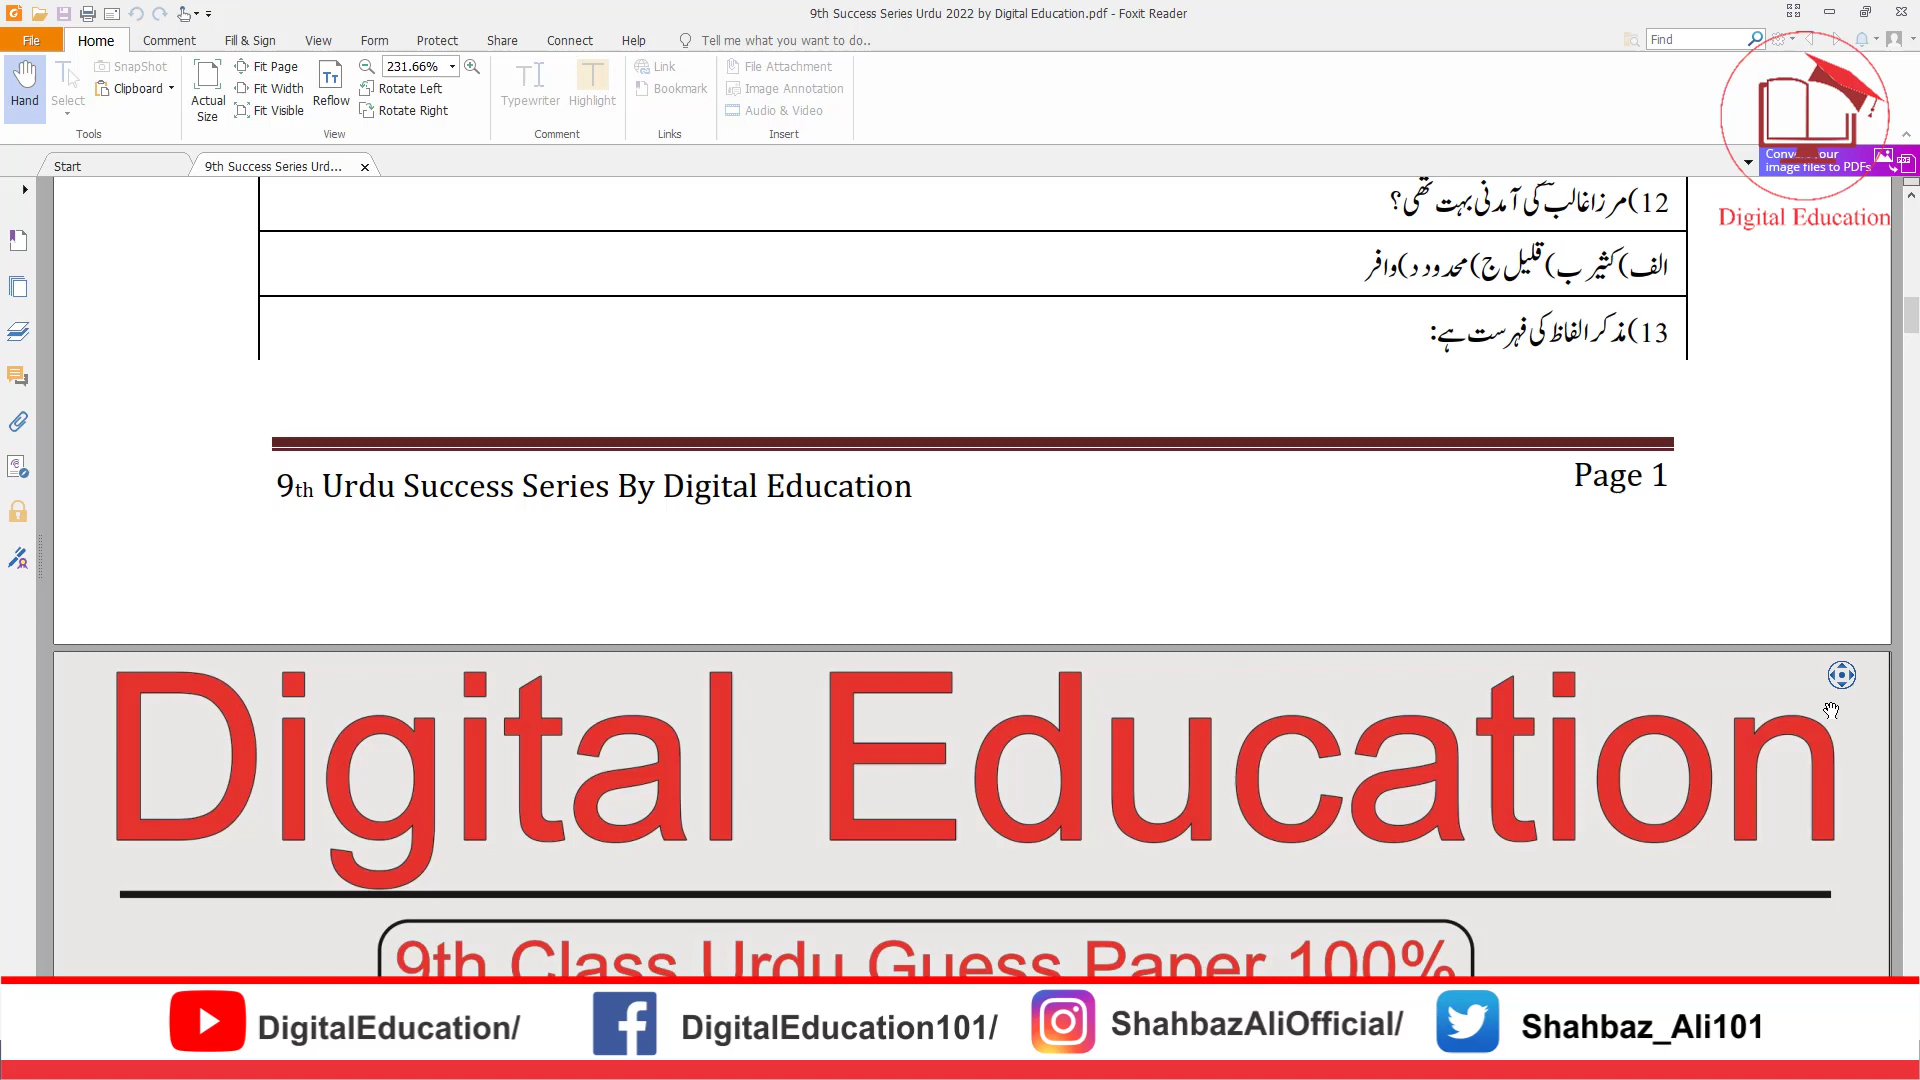 9th Success Series Urdu 2022 by Digital Education.pdf - Foxit Reader
File Home Comment Fill & Sign View Form Protect Share Connect Help Tell me what you want to do.. Find
Hand
Select
SnapShot
Clipboard
Tools
Actual Size
Fit Page
Fit Width
Fit Visible
Reflow
231.66%
Rotate Left
Rotate Right
View
Typewriter
Highlight
Comment
Link
Bookmark
Links
File Attachment
Image Annotation
Audio & Video
Insert
Start
9th Success Series Urd...
image files to PDFs
Digital Education
12)مرزا غالب کی آمدنی بہت تھی؟
الف)کثیر ب)قلیل ج)محدود د)وافر
13)مذکر الفاظ کی فہرست ہے:
9th Urdu Success Series By Digital Education
Page 1
Digital Education
9th Class Urdu Guess Paper 100%
DigitalEducation/
DigitalEducation101/
ShahbazAliOfficial/
Shahbaz_Ali101